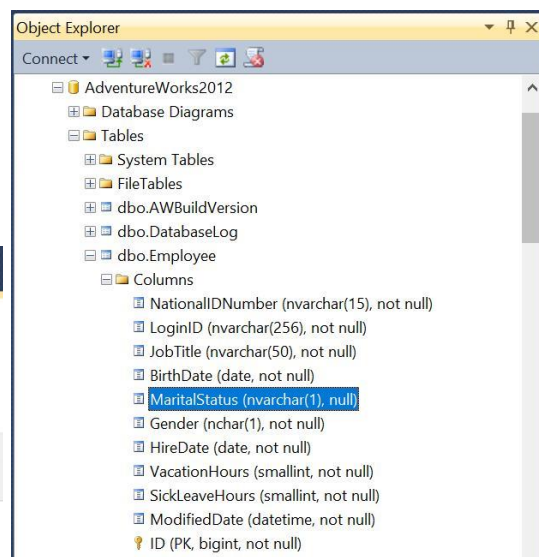 Object Explorer
Connect
AdventureWorks2012
Database Diagrams
Tables
System Tables
FileTables
dbo.AWBuildVersion
dbo.DatabaseLog
dbo.Employee
Columns
NationalIDNumber (nvarchar(15), not null)
LoginID (nvarchar(256), not null)
JobTitle (nvarchar(50), not null)
BirthDate (date, not null)
MaritalStatus (nvarchar(1), null)
Gender (nchar(1), not null)
HireDate (date, not null)
VacationHours (smallint, not null)
SickLeaveHours (smallint, not null)
ModifiedDate (datetime, not null)
ID (PK, bigint, not null)